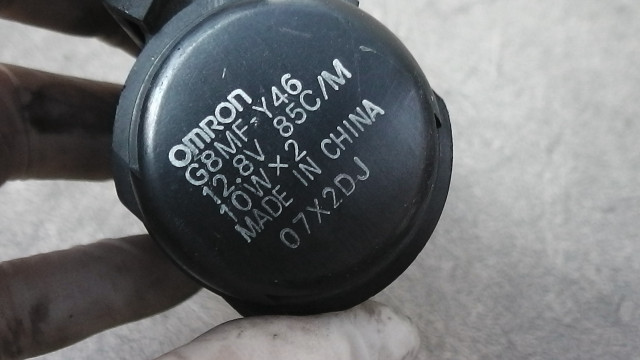 OMRON
G8MF-Y46
12.8V 85C/M
10W×2
MADE IN CHINA
07X2DJ